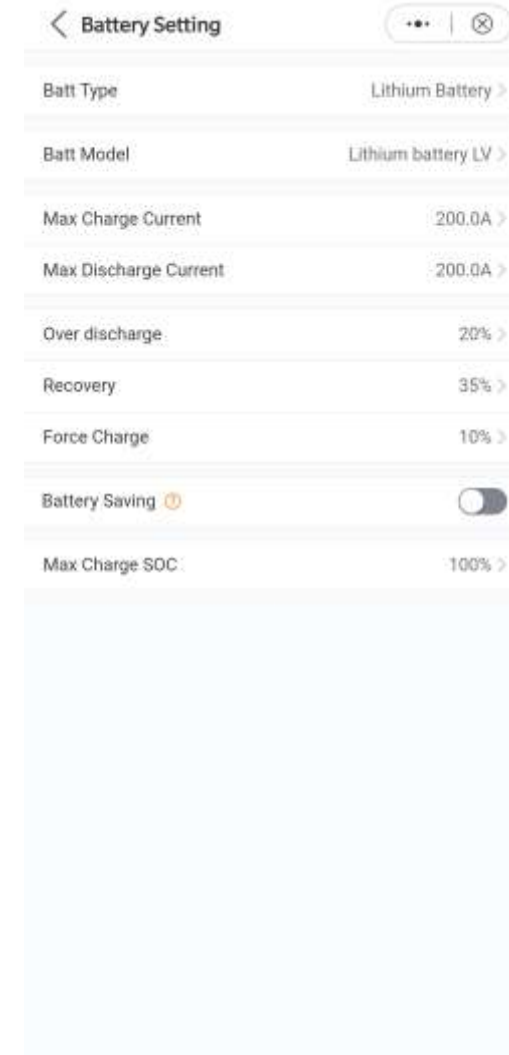 Battery Setting
Batt Type Lithium Battery
Batt Model Lithium battery LV
Max Charge Current 200.0A
Max Discharge Current 200.0A
Over discharge 20%
Recovery 35%
Force Charge 10%
Battery Saving
Max Charge SOC 100%